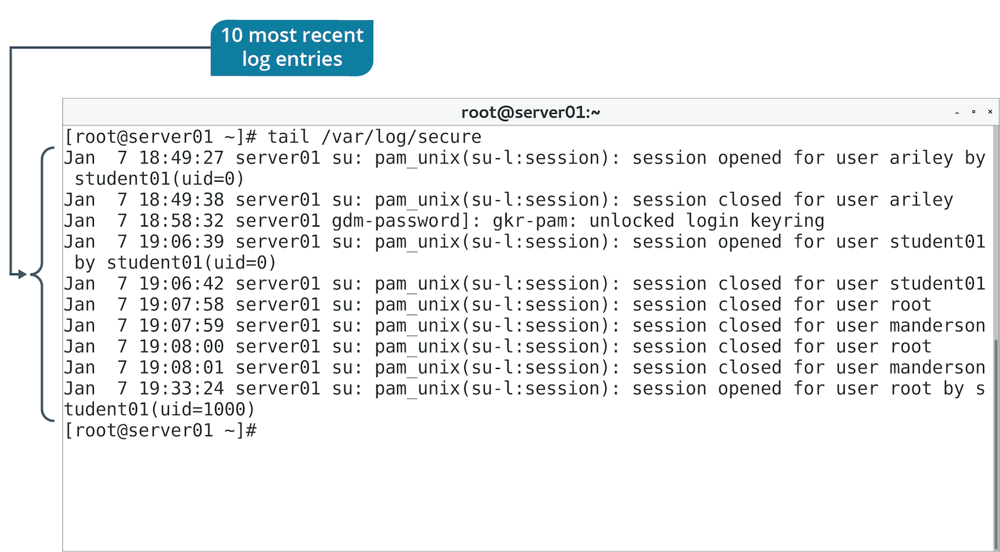 10 most recent
log entries
root@server01:~
[root@server01 ~]# tail /var/log/secure
Jan  7 18:49:27 server01 su: pam_unix(su-l:session): session opened for user ariley by
 student01(uid=0)
Jan  7 18:49:38 server01 su: pam_unix(su-l:session): session closed for user ariley
Jan  7 18:58:32 server01 gdm-password]: gkr-pam: unlocked login keyring
Jan  7 19:06:39 server01 su: pam_unix(su-l:session): session opened for user student01
 by student01(uid=0)
Jan  7 19:06:42 server01 su: pam_unix(su-l:session): session closed for user student01
Jan  7 19:07:58 server01 su: pam_unix(su-l:session): session closed for user root
Jan  7 19:07:59 server01 su: pam_unix(su-l:session): session closed for user manderson
Jan  7 19:08:00 server01 su: pam_unix(su-l:session): session closed for user root
Jan  7 19:08:01 server01 su: pam_unix(su-l:session): session closed for user manderson
Jan  7 19:33:24 server01 su: pam_unix(su-l:session): session opened for user root by s
tudent01(uid=1000)
[root@server01 ~]#